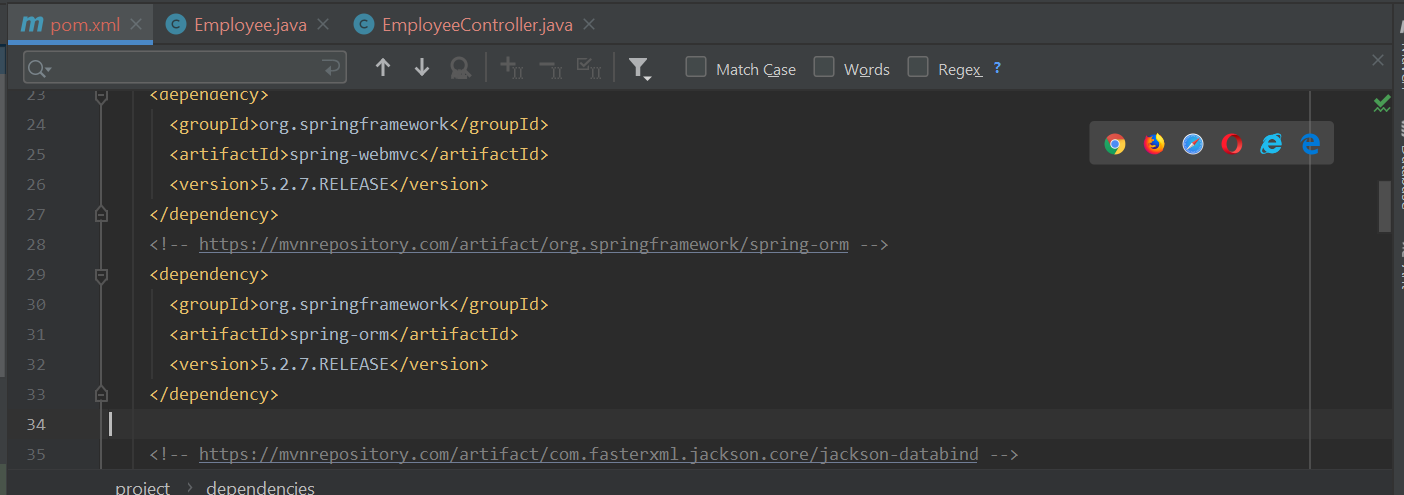 m pom.xml
C Employee.java
C EmployeeController.java
Match Case
Words
Regex
?
23 <dependency>
24 <groupId>org.springframework</groupId>
25 <artifactId>spring-webmvc</artifactId>
26 <version>5.2.7.RELEASE</version>
27 </dependency>
28 <!-- https://mvnrepository.com/artifact/org.springframework/spring-orm -->
29 <dependency>
30 <groupId>org.springframework</groupId>
31 <artifactId>spring-orm</artifactId>
32 <version>5.2.7.RELEASE</version>
33 </dependency>
34
35 <!-- https://mvnrepository.com/artifact/com.fasterxml.jackson.core/jackson-databind -->
project › dependencies